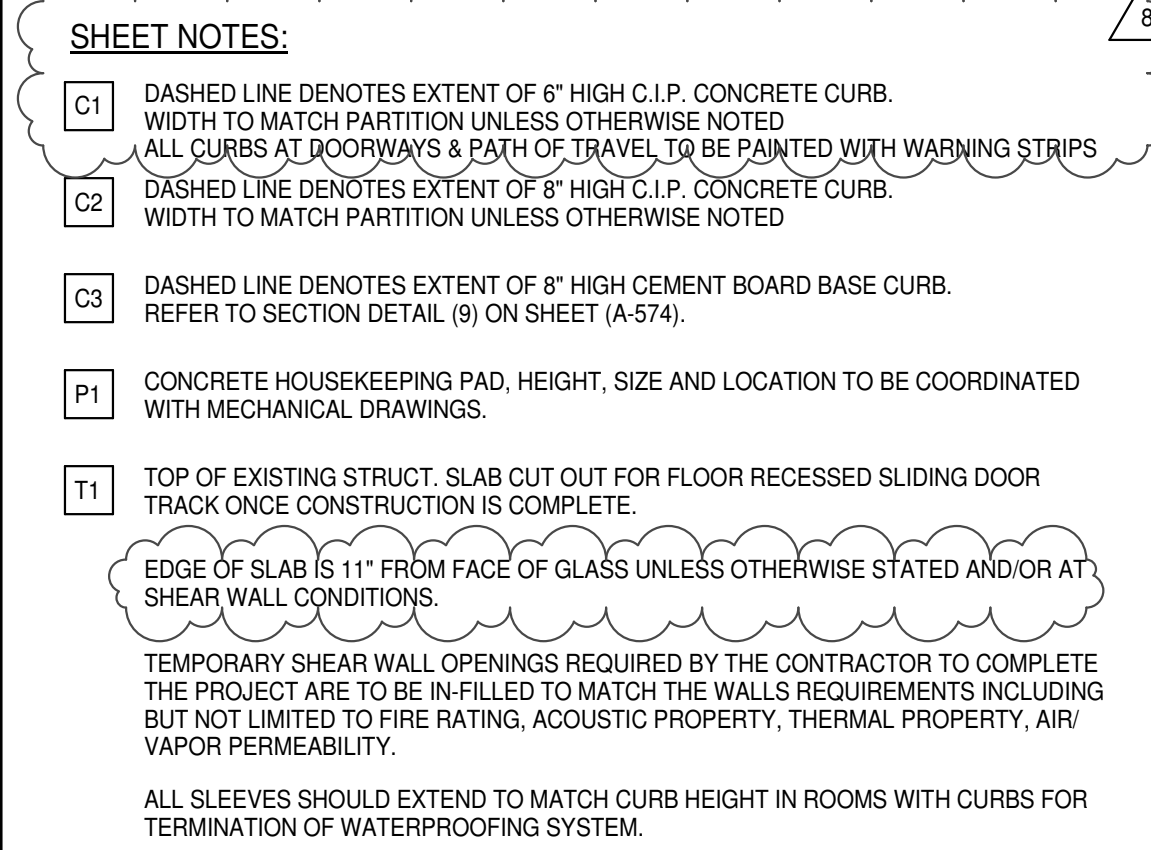 8
SHEET NOTES:
C1
DASHED LINE DENOTES EXTENT OF 6" HIGH C.I.P. CONCRETE CURB.
WIDTH TO MATCH PARTITION UNLESS OTHERWISE NOTED
ALL CURBS AT DOORWAYS & PATH OF TRAVEL TO BE PAINTED WITH WARNING STRIPS
C2
DASHED LINE DENOTES EXTENT OF 8" HIGH C.I.P. CONCRETE CURB.
WIDTH TO MATCH PARTITION UNLESS OTHERWISE NOTED
C3
DASHED LINE DENOTES EXTENT OF 8" HIGH CEMENT BOARD BASE CURB.
REFER TO SECTION DETAIL (9) ON SHEET (A-574).
P1
CONCRETE HOUSEKEEPING PAD, HEIGHT, SIZE AND LOCATION TO BE COORDINATED
WITH MECHANICAL DRAWINGS.
T1
TOP OF EXISTING STRUCT. SLAB CUT OUT FOR FLOOR RECESSED SLIDING DOOR
TRACK ONCE CONSTRUCTION IS COMPLETE.
EDGE OF SLAB IS 11" FROM FACE OF GLASS UNLESS OTHERWISE STATED AND/OR AT
SHEAR WALL CONDITIONS.
TEMPORARY SHEAR WALL OPENINGS REQUIRED BY THE CONTRACTOR TO COMPLETE
THE PROJECT ARE TO BE IN-FILLED TO MATCH THE WALLS REQUIREMENTS INCLUDING
BUT NOT LIMITED TO FIRE RATING, ACOUSTIC PROPERTY, THERMAL PROPERTY, AIR/
VAPOR PERMEABILITY.
ALL SLEEVES SHOULD EXTEND TO MATCH CURB HEIGHT IN ROOMS WITH CURBS FOR
TERMINATION OF WATERPROOFING SYSTEM.